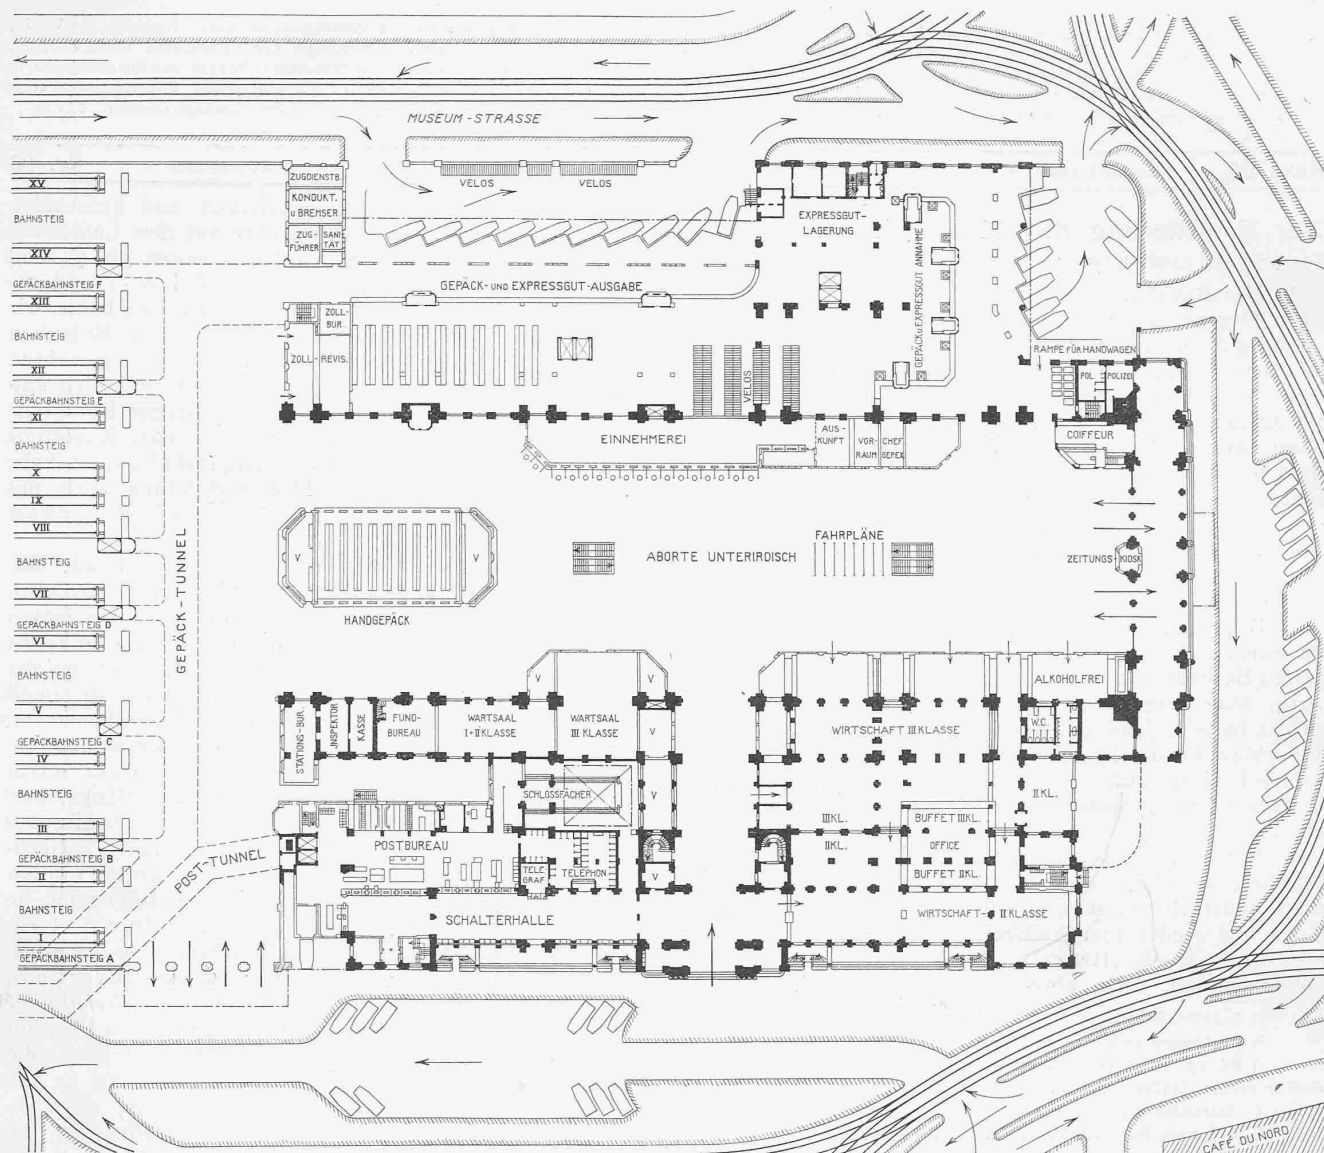 MUSEUM-STRASSE
VELOS
VELOS
XV
BAHNSTEIG
XIV
GEPÄCKBAHNSTEIG F
XIII
BAHNSTEIG
XII
GEPÄCKBAHNSTEIG E
XI
BAHNSTEIG
X
IX
VIII
BAHNSTEIG
VII
GEPÄCKBAHNSTEIG D
VI
BAHNSTEIG
V
GEPÄCKBAHNSTEIG C
IV
BAHNSTEIG
III
GEPÄCKBAHNSTEIG B
II
BAHNSTEIG
I
GEPÄCKBAHNSTEIG A
GEPÄCK-TUNNEL
POST-TUNNEL
ZUGDIENSTB.
KONDUKT.
u BREMSER
ZUG-
FÜHRER
SANI
TÄT
EXPRESSGUT-
LAGERUNG
GEPÄCK- UND EXPRESSGUT-AUSGABE
GEPÄCK u EXPRESSGUT ANNAHME
ZOLL-
BUR.
ZOLL-REVIS.
VELOS
RAMPE FÜR HANDWAGEN
POL.
POLIZEI
COIFFEUR
EINNEHMEREI
AUS-
KUNFT
VOR-
RAUM
CHEF
GEPEX
V
V
HANDGEPÄCK
ABORTE UNTERIRDISCH
FAHRPLÄNE
ZEITUNGS-KIOSK
STATIONS-BUR.
INSPEKTOR
KASSE
FUND-
BUREAU
WARTSAAL
I+II KLASSE
V
WARTSAAL
III KLASSE
V
V
V
V
SCHLOSSFÄCHER
POSTBUREAU
TELE
GRAF
TELEPHON
SCHALTERHALLE
ALKOHOLFREI
WIRTSCHAFT III KLASSE
W.C.
II KL.
III KL.
II KL.
BUFFET III KL.
OFFICE
BUFFET II KL.
WIRTSCHAFT- II KLASSE
CAFÉ DU NORD